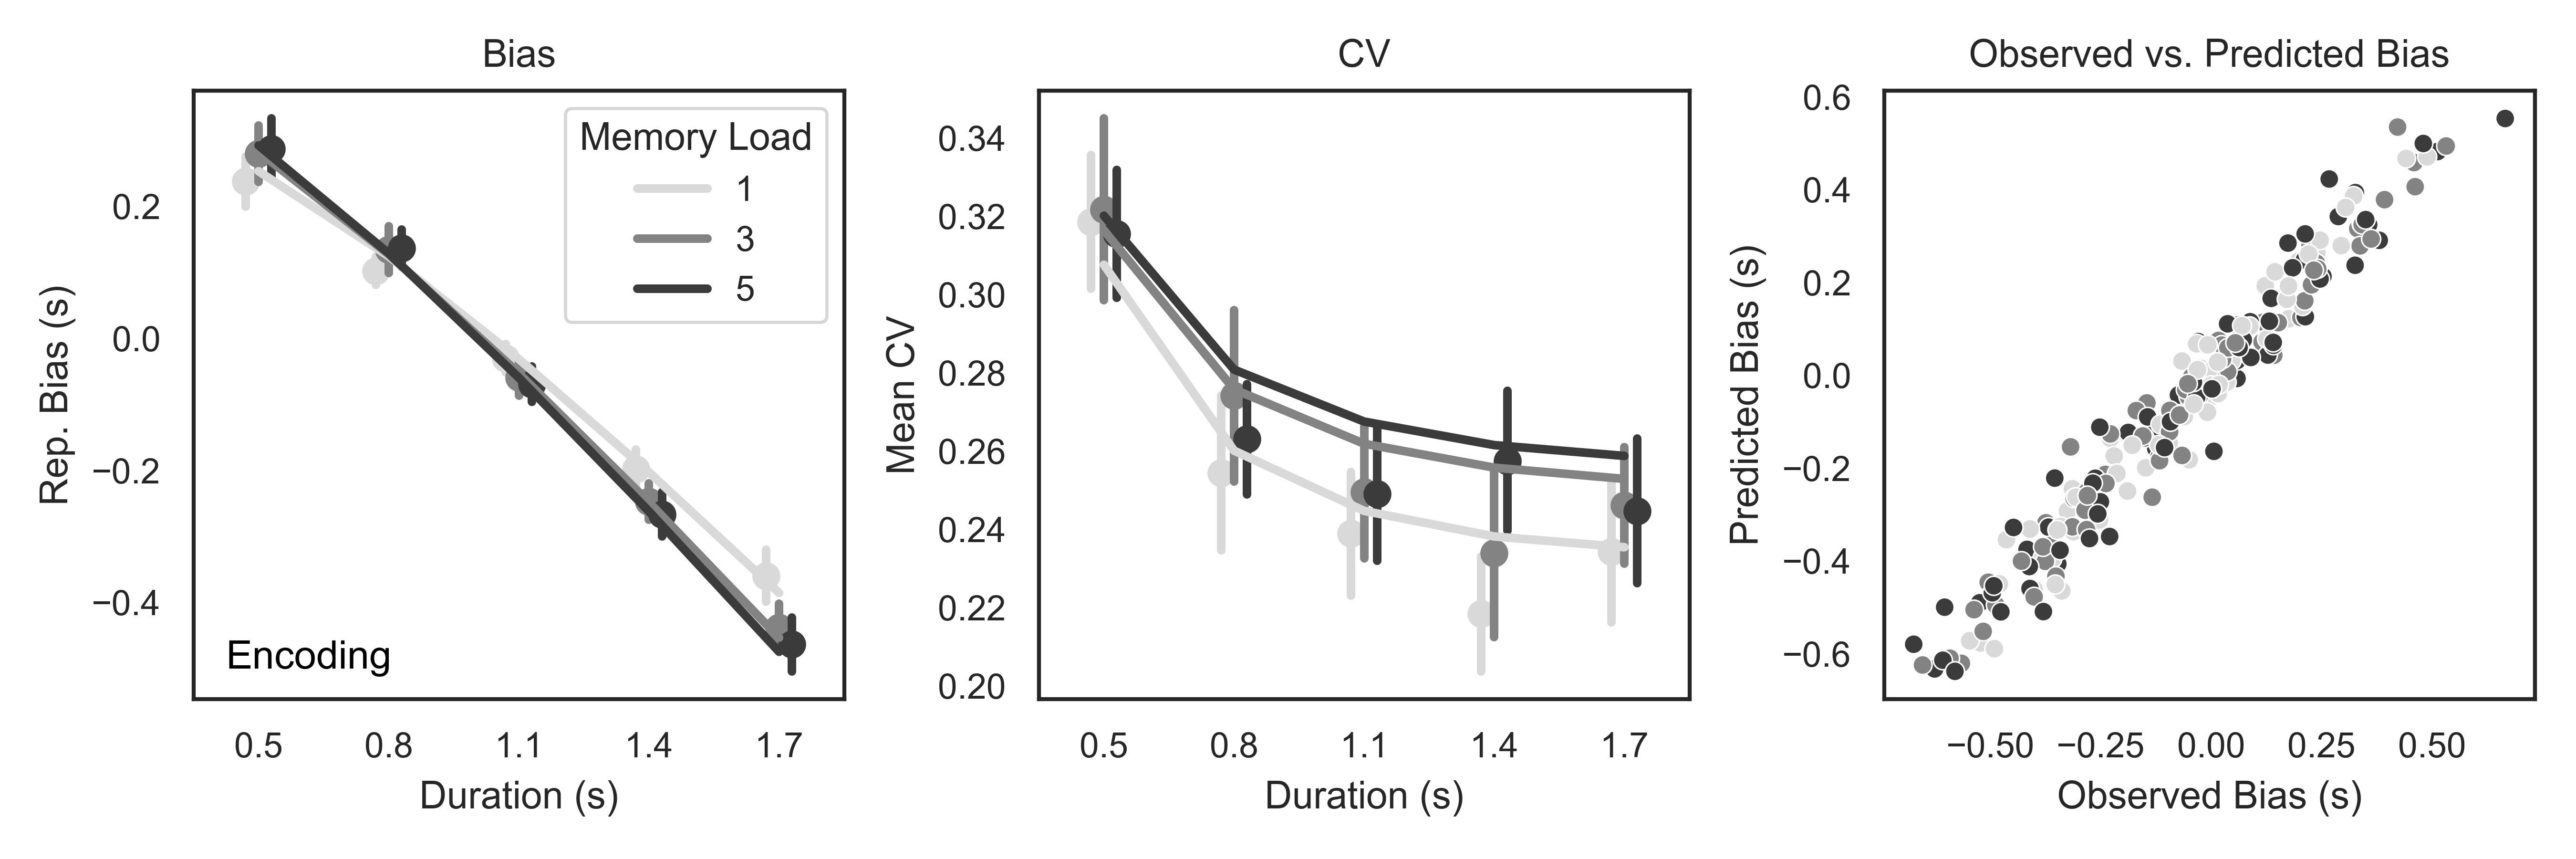 Bias
Rep. Bias (s)
0.2
0.0
−0.2
−0.4
Memory Load
1
3
5
Encoding
0.5 0.8 1.1 1.4 1.7
Duration (s)
CV
Mean CV
0.34
0.32
0.30
0.28
0.26
0.24
0.22
0.20
0.5 0.8 1.1 1.4 1.7
Duration (s)
Observed vs. Predicted Bias
Predicted Bias (s)
0.6
0.4
0.2
0.0
−0.2
−0.4
−0.6
−0.50 −0.25 0.00 0.25 0.50
Observed Bias (s)